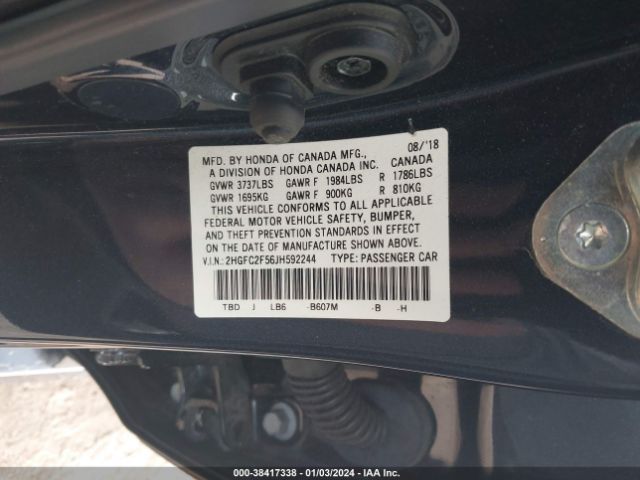 08/'18
MFD. BY HONDA OF CANADA MFG.,
A DIVISION OF HONDA CANADA INC. CANADA
GVWR 3737LBS GAWR F 1984LBS R 1786LBS
GVWR 1695KG GAWR F 900KG R 810KG
THIS VEHICLE CONFORMS TO ALL APPLICABLE
FEDERAL MOTOR VEHICLE SAFETY, BUMPER,
AND THEFT PREVENTION STANDARDS IN EFFECT
ON THE DATE OF MANUFACTURE SHOWN ABOVE.
V.I.N.: 2HGFC2F56JH592244 TYPE: PASSENGER CAR
TBD J LB6 -B607M -B -H
000-38417338 - 01/03/2024 - IAA Inc.